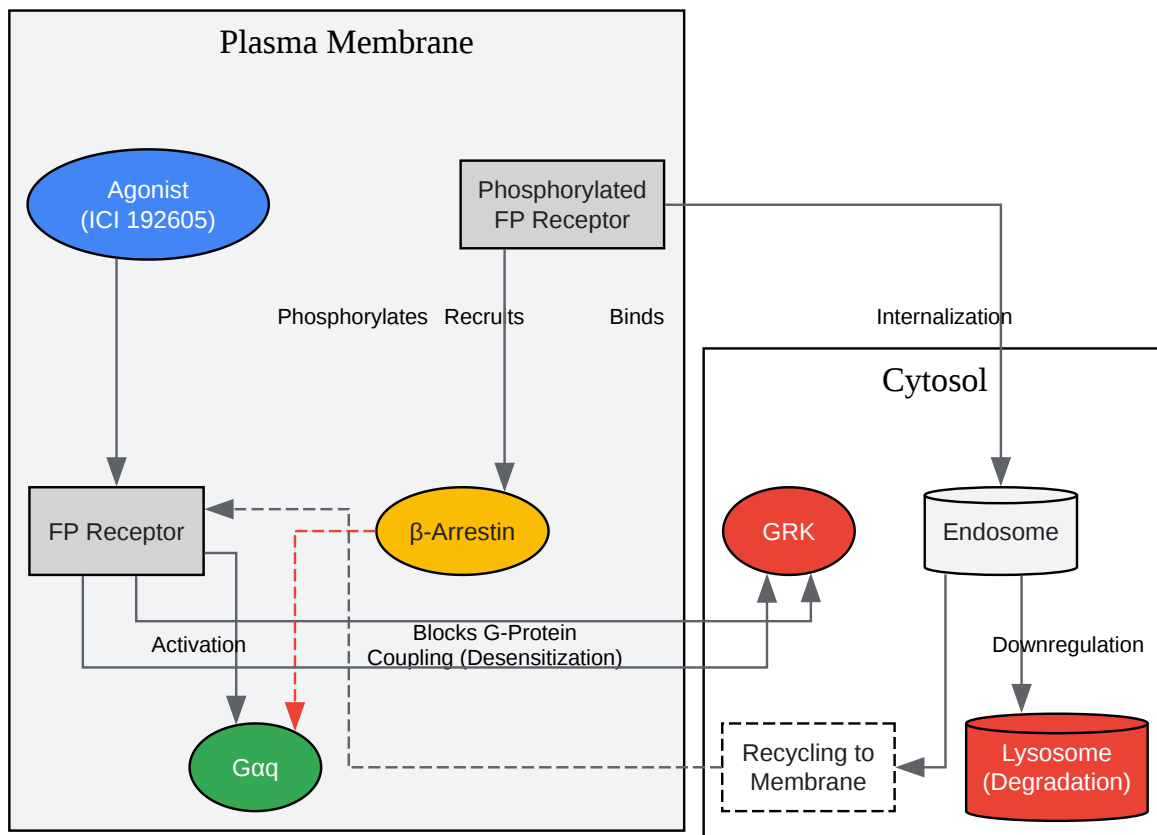 Plasma Membrane
Agonist
(ICI 192605)
Phosphorylated
FP Receptor
Phosphorylates
Recruits
Binds
Internalization
Cytosol
FP Receptor
β-Arrestin
GRK
Endosome
Activation
Blocks G-Protein
Coupling (Desensitization)
Downregulation
Gαq
Recycling to
Membrane
Lysosome
(Degradation)